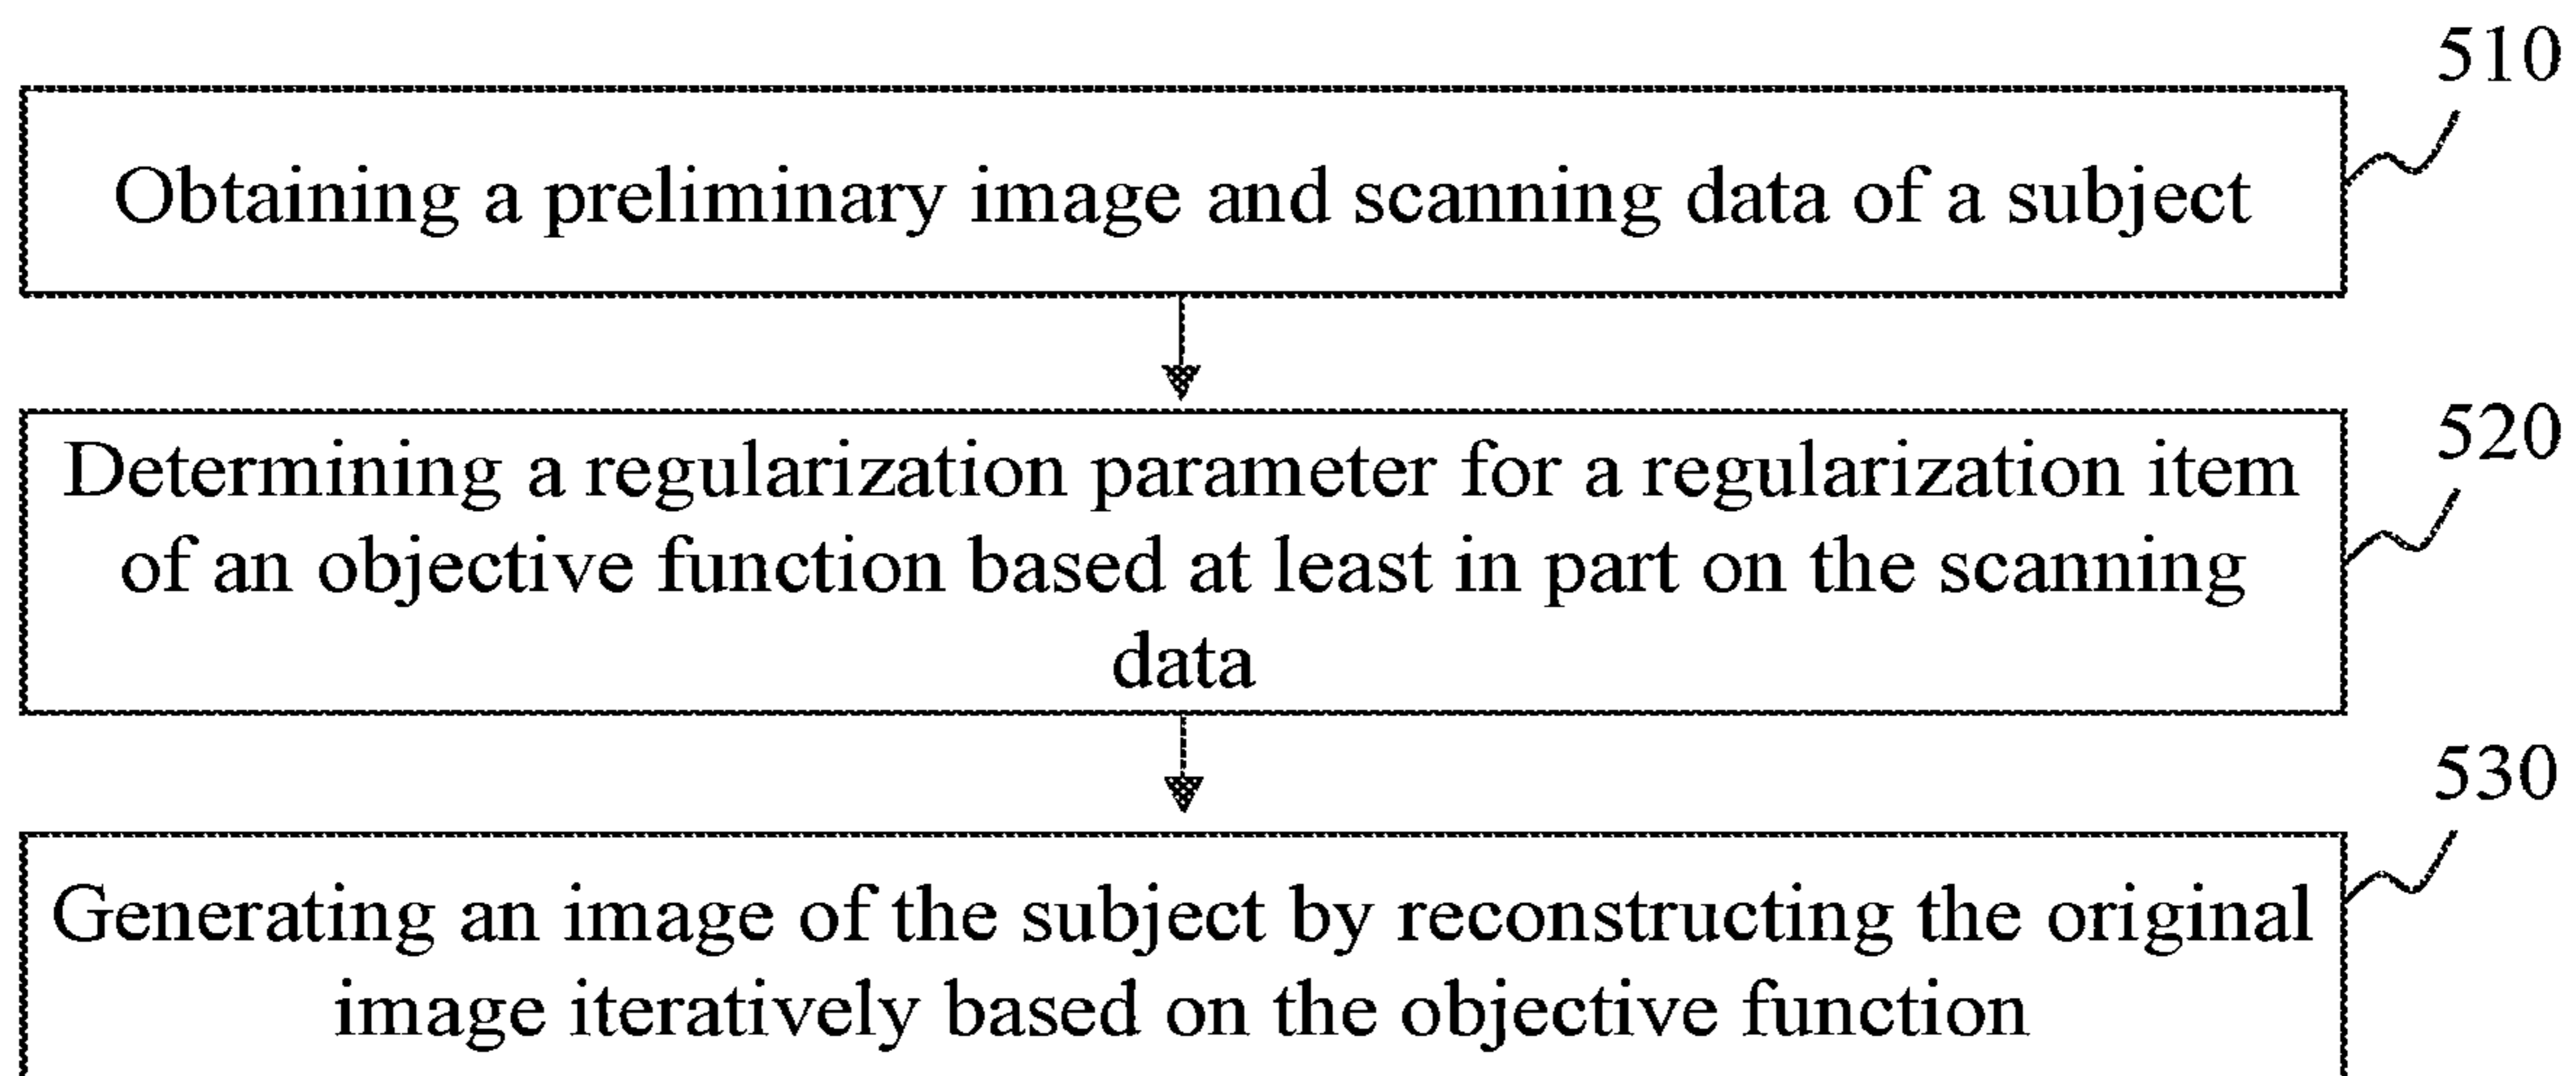 510
Obtaining a preliminary image and scanning data of a subject
520
Determining a regularization parameter for a regularization item
of an objective function based at least in part on the scanning
data
530
Generating an image of the subject by reconstructing the original
image iteratively based on the objective function